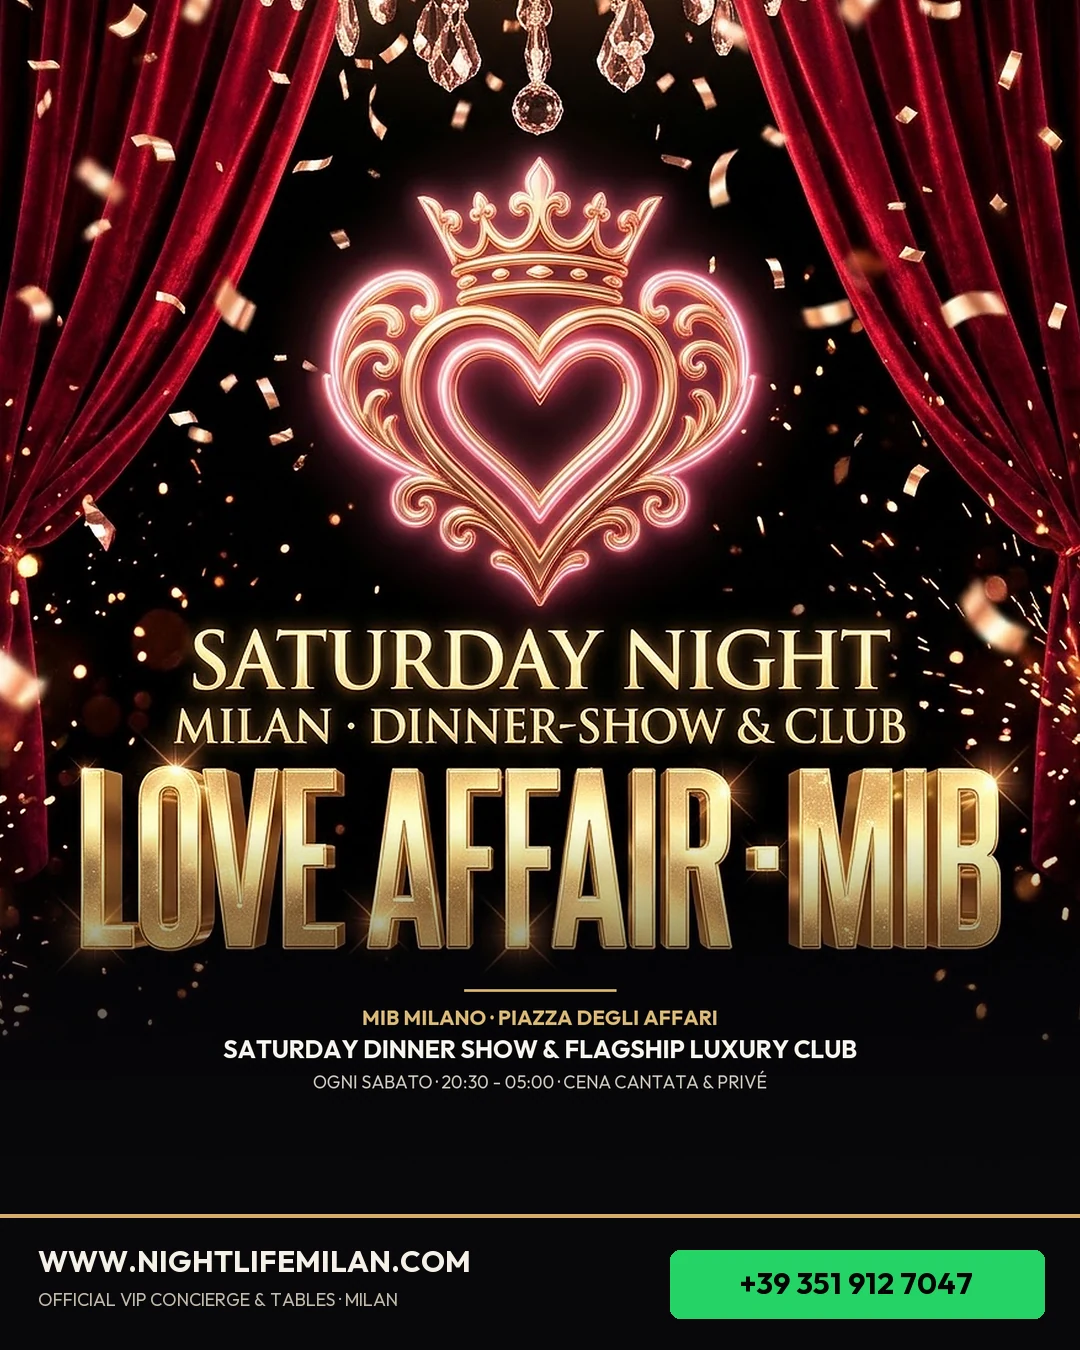 SATURDAY NIGHT
MILAN · DINNER-SHOW & CLUB
LOVE AFFAIR · MIB
MIB MILANO · PIAZZA DEGLI AFFARI
SATURDAY DINNER SHOW & FLAGSHIP LUXURY CLUB
OGNI SABATO · 20:30 - 05:00 · CENA CANTATA & PRIVÉ
WWW.NIGHTLIFEMILAN.COM
OFFICIAL VIP CONCIERGE & TABLES · MILAN
+39 351 912 7047